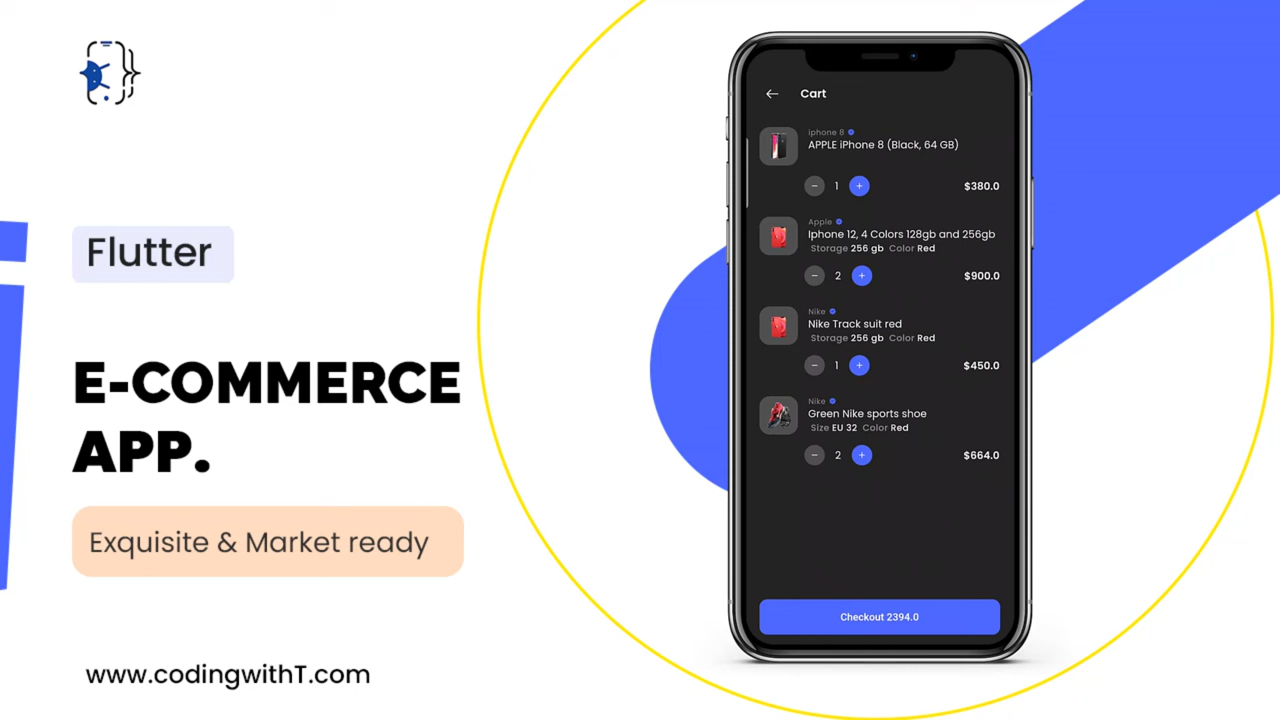 Flutter
E-COMMERCE
APP.
Exquisite & Market ready
www.codingwithT.com
Cart
iphone 8
APPLE iPhone 8 (Black, 64 GB)
− 1 + $380.0
Apple
Iphone 12, 4 Colors 128gb and 256gb
Storage 256 gb Color Red
− 2 + $900.0
Nike
Nike Track suit red
Storage 256 gb Color Red
− 1 + $450.0
Nike
Green Nike sports shoe
Size EU 32 Color Red
− 2 + $664.0
Checkout 2394.0